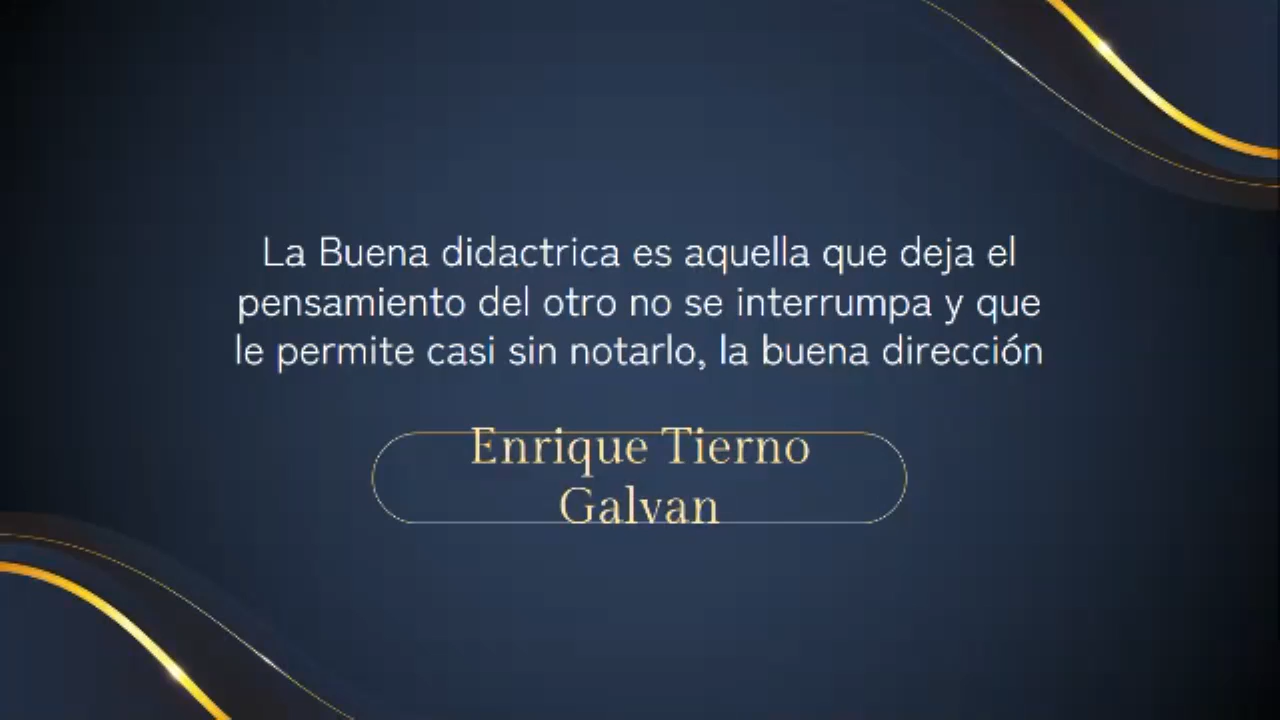 La Buena didactrica es aquella que deja el
pensamiento del otro no se interrumpa y que
le permite casi sin notarlo, la buena dirección
Enrique Tierno
Galvan